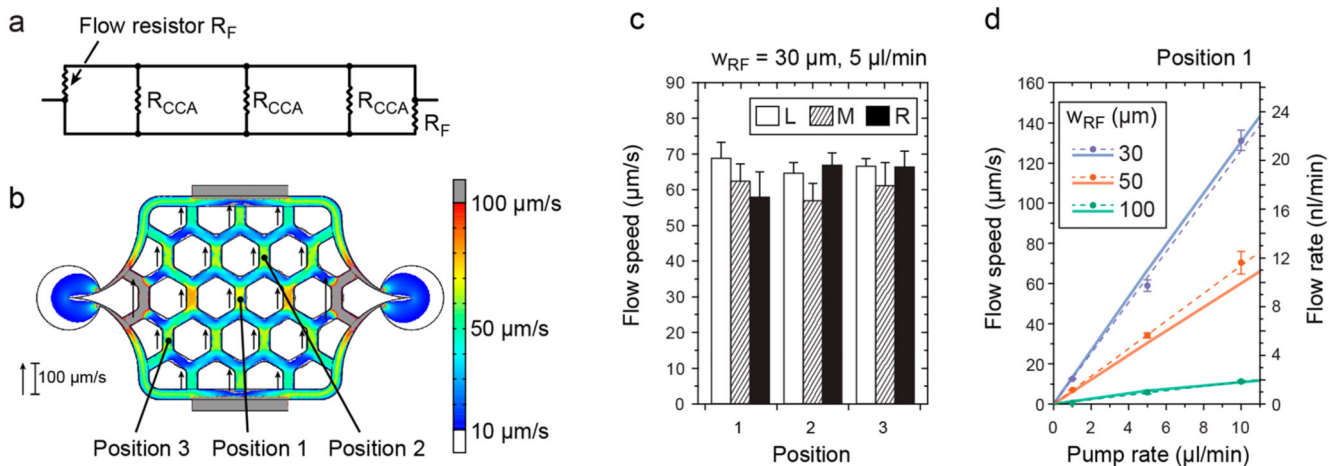 a
Flow resistor R_F
R_CCA
R_CCA
R_CCA
R_F
b
100 μm/s
100 μm/s
50 μm/s
10 μm/s
Position 3
Position 1
Position 2
c
w_RF = 30 μm, 5 μl/min
Flow speed (μm/s)
90
80
70
60
50
40
30
20
10
0
L
M
R
1
2
3
Position
d
Position 1
Flow speed (μm/s)
160
140
120
100
80
60
40
20
0
w_RF (μm)
30
50
100
24
20
16
12
8
4
0
Flow rate (nl/min)
0
2
4
6
8
10
Pump rate (μl/min)